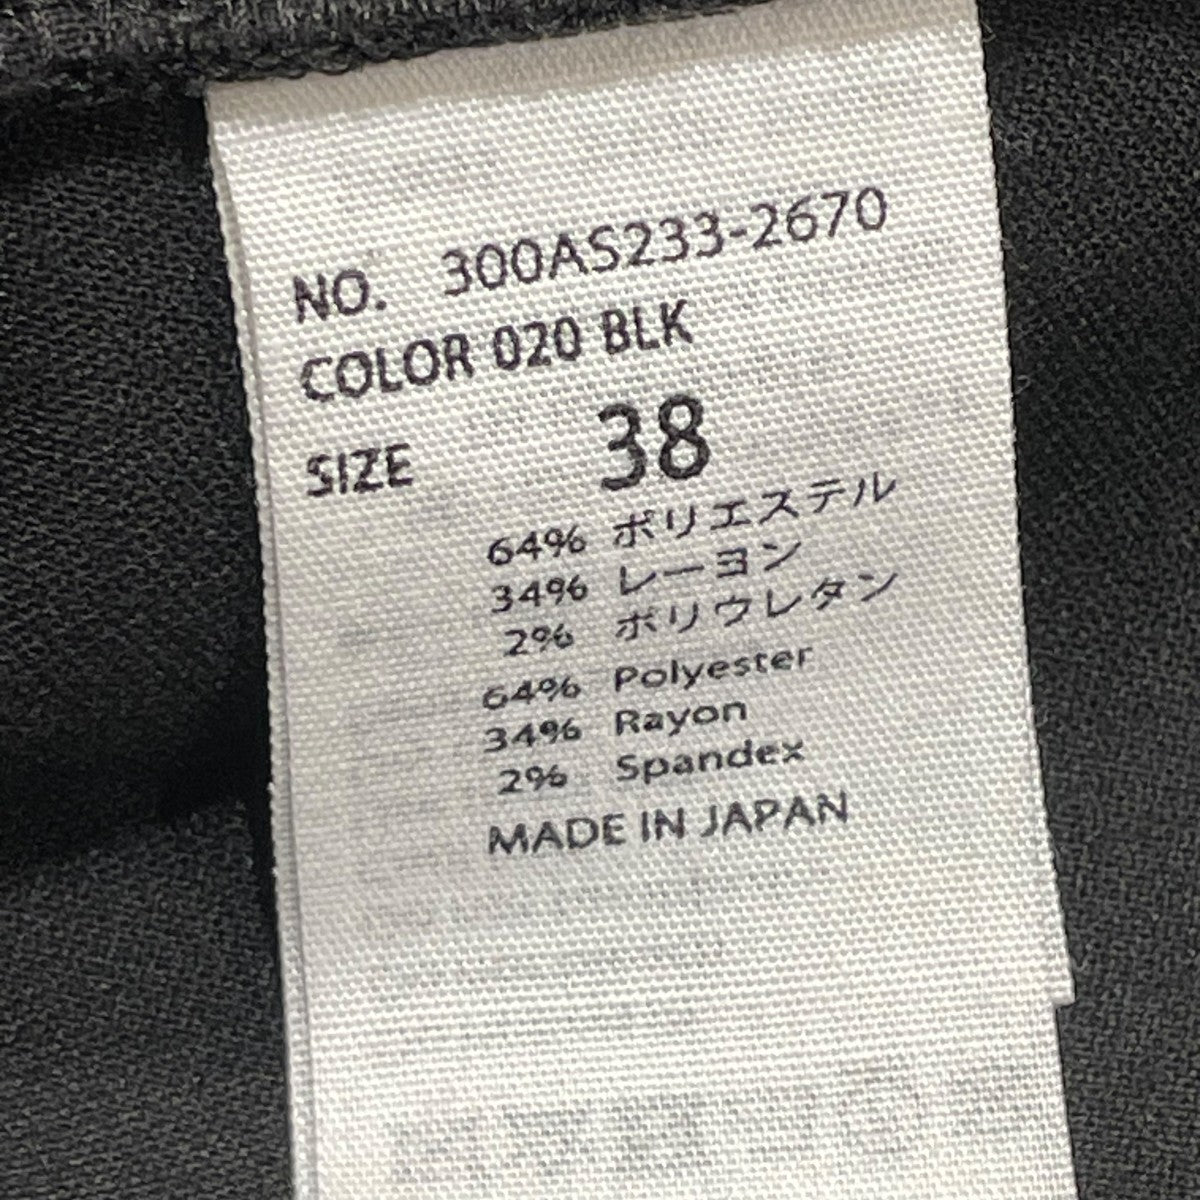 NO. 300AS233-2670
COLOR 020 BLK
SIZE 38
64% ポリエステル
34% レーヨン
2% ポリウレタン
64% Polyester
34% Rayon
2% Spandex
MADE IN JAPAN